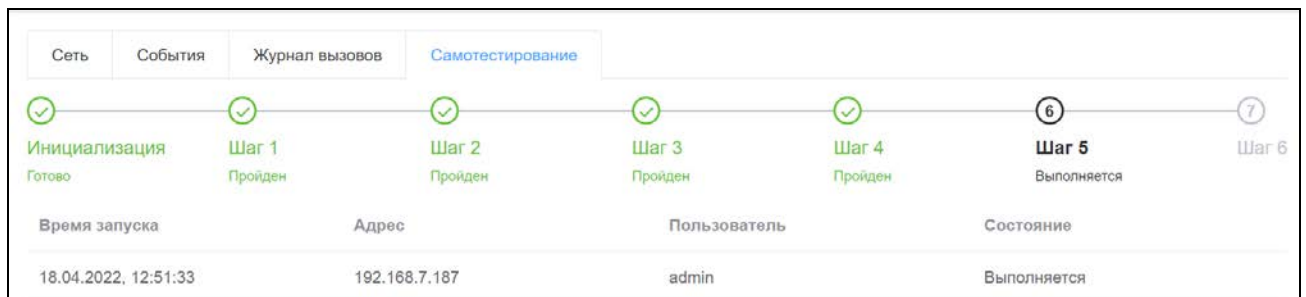 Сеть События Журнал вызовов Самотестирование
6 7
Инициализация Шаг 1 Шаг 2 Шаг 3 Шаг 4 Шаг 5 Шаг 6
Готово Пройден Пройден Пройден Пройден Выполняется
Время запуска Адрес Пользователь Состояние
18.04.2022, 12:51:33 192.168.7.187 admin Выполняется